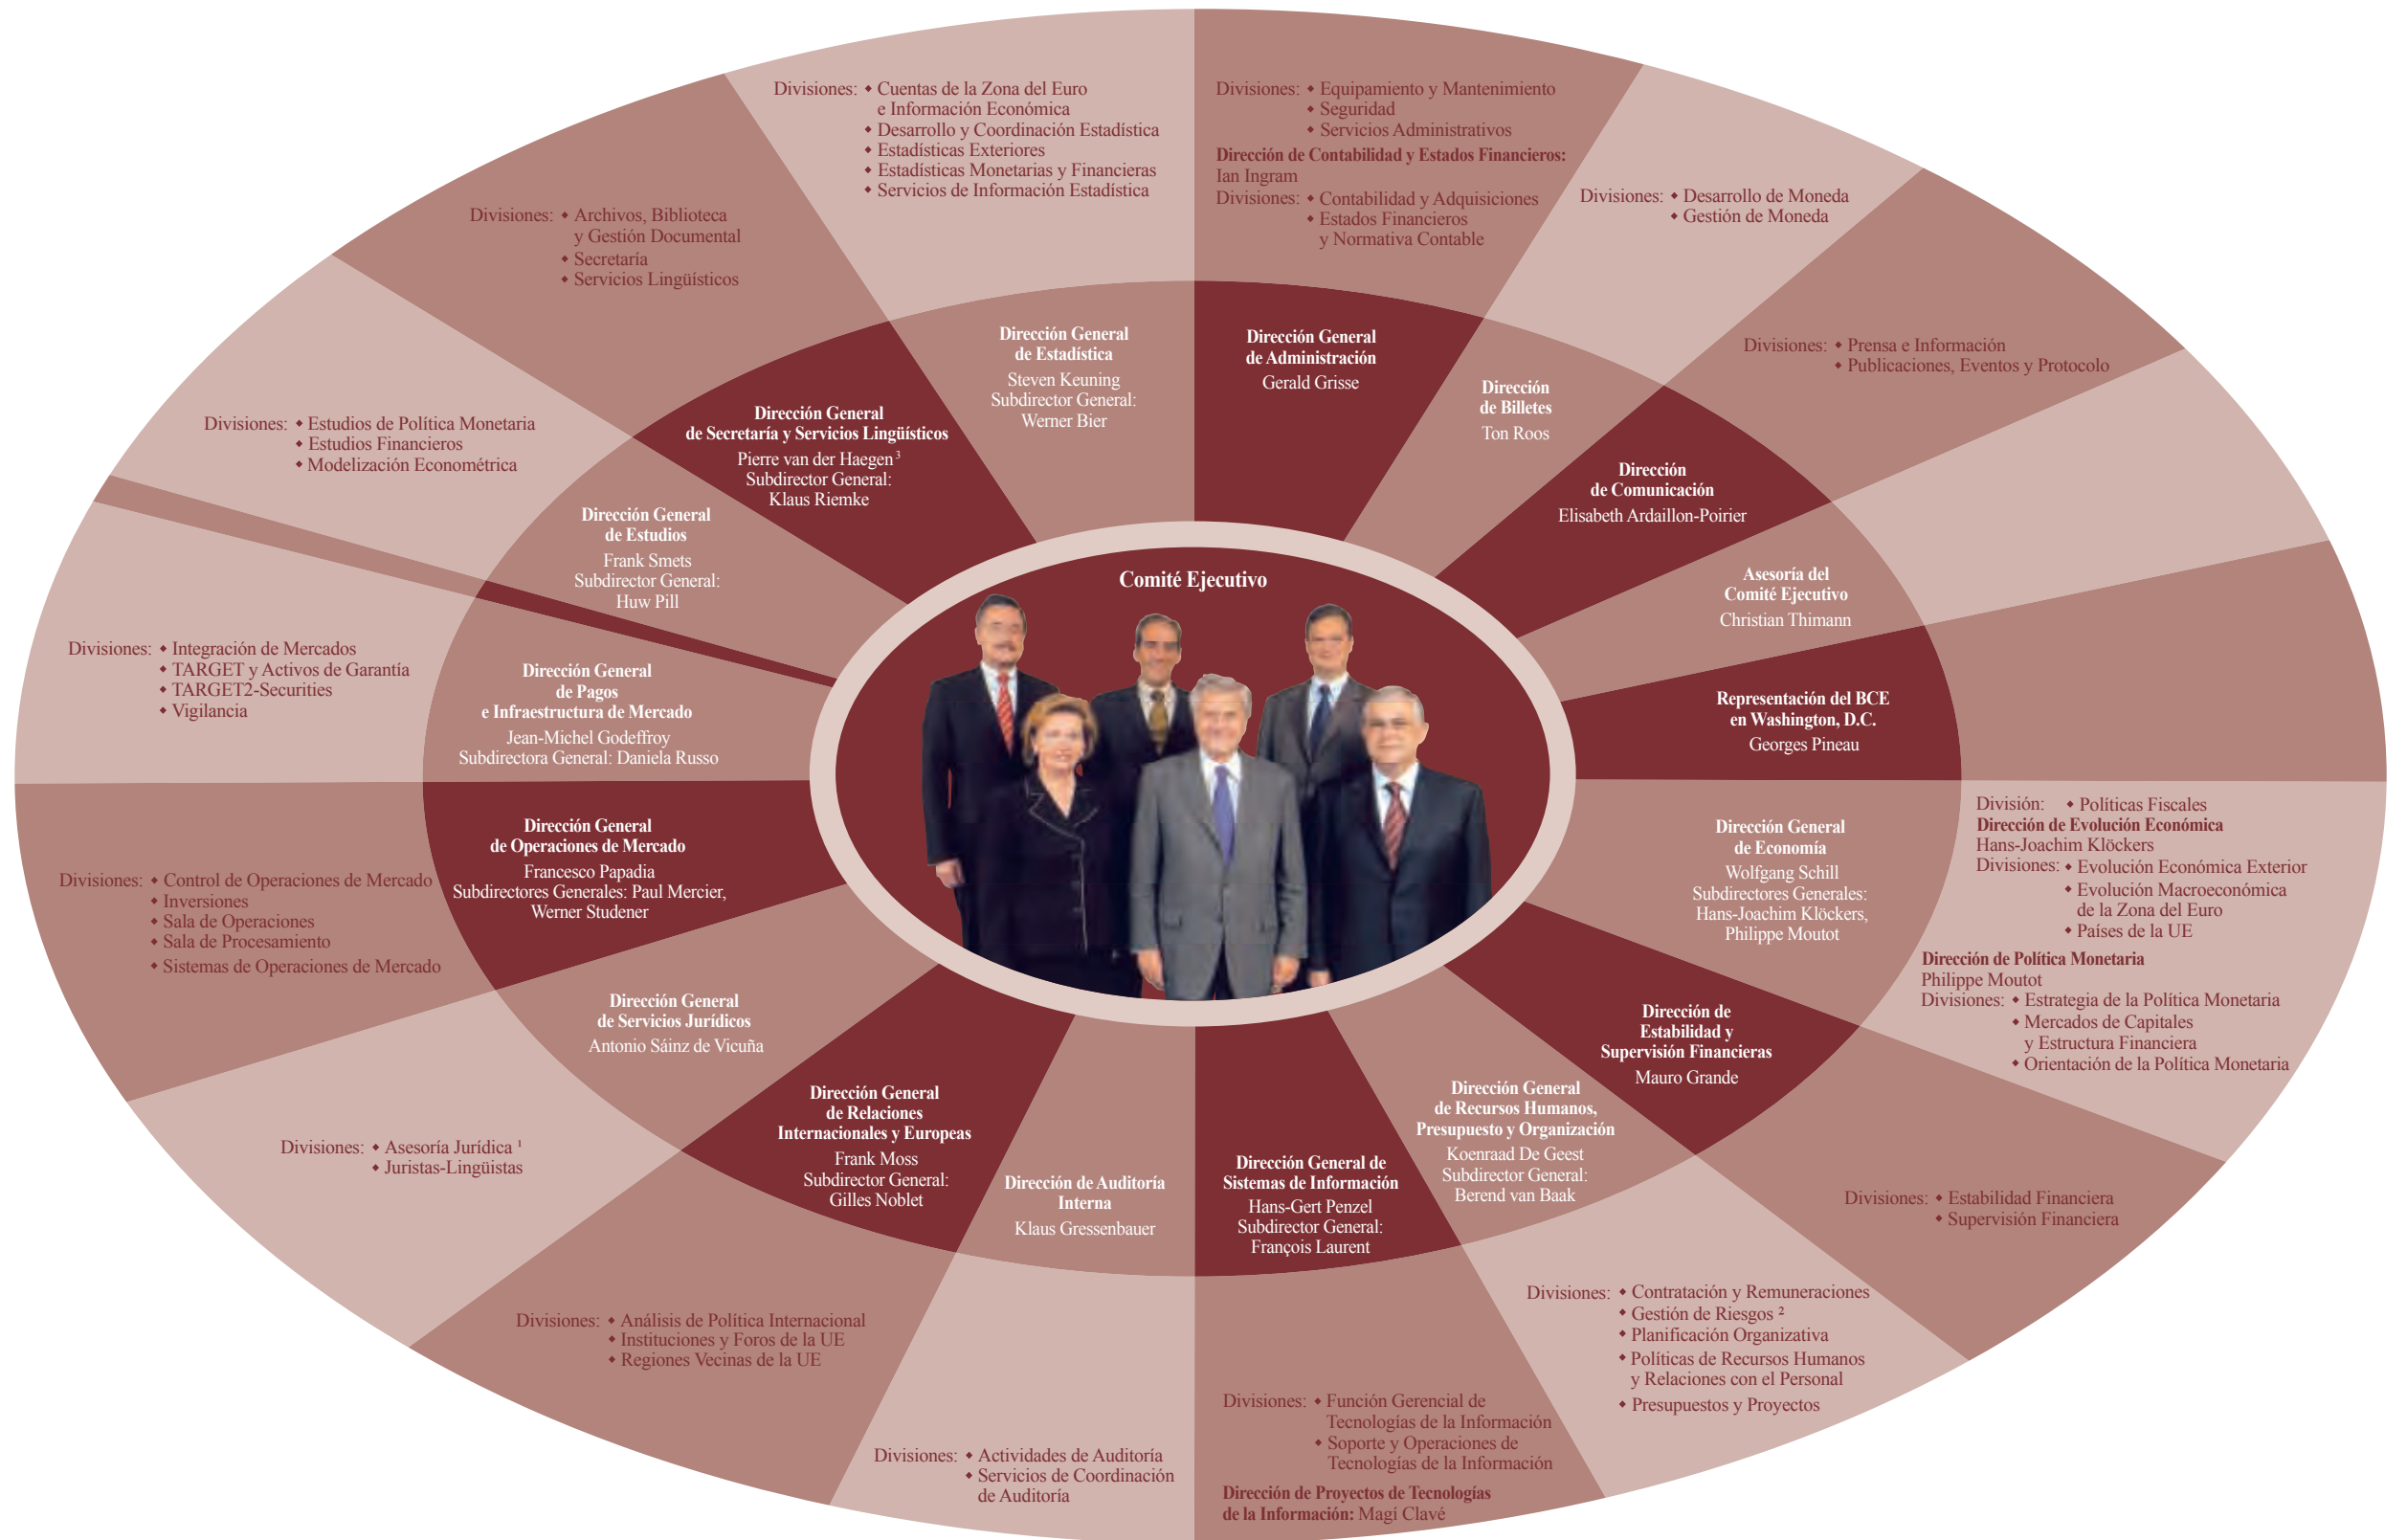 Divisiones: ◆ Cuentas de la Zona del Euro
e Información Económica
◆ Desarrollo y Coordinación Estadística
◆ Estadísticas Exteriores
◆ Estadísticas Monetarias y Financieras
◆ Servicios de Información Estadística
Dirección General
de Estadística
Steven Keuning
Subdirector General:
Werner Bier
Divisiones: ◆ Equipamiento y Mantenimiento
◆ Seguridad
◆ Servicios Administrativos
Dirección de Contabilidad y Estados Financieros:
Ian Ingram
Divisiones: ◆ Contabilidad y Adquisiciones
◆ Estados Financieros
y Normativa Contable
Dirección General
de Administración
Gerald Grisse
Divisiones: ◆ Desarrollo de Moneda
◆ Gestión de Moneda
Dirección
de Billetes
Ton Roos
Divisiones: ◆ Prensa e Información
◆ Publicaciones, Eventos y Protocolo
Dirección
de Comunicación
Elisabeth Ardaillon-Poirier
Asesoría del
Comité Ejecutivo
Christian Thimann
Representación del BCE
en Washington, D.C.
Georges Pineau
Dirección General
de Economía
Wolfgang Schill
Subdirectores Generales:
Hans-Joachim Klöckers,
Philippe Moutot
División: ◆ Políticas Fiscales
Dirección de Evolución Económica
Hans-Joachim Klöckers
Divisiones: ◆ Evolución Económica Exterior
◆ Evolución Macroeconómica
de la Zona del Euro
◆ Países de la UE
Dirección de Política Monetaria
Philippe Moutot
Divisiones: ◆ Estrategia de la Política Monetaria
◆ Mercados de Capitales
y Estructura Financiera
◆ Orientación de la Política Monetaria
Dirección de
Estabilidad y
Supervisión Financieras
Mauro Grande
Divisiones: ◆ Estabilidad Financiera
◆ Supervisión Financiera
Dirección General
de Recursos Humanos,
Presupuesto y Organización
Koenraad De Geest
Subdirector General:
Berend van Baak
Divisiones: ◆ Contratación y Remuneraciones
◆ Gestión de Riesgos ²
◆ Planificación Organizativa
◆ Políticas de Recursos Humanos
y Relaciones con el Personal
◆ Presupuestos y Proyectos
Dirección General de
Sistemas de Información
Hans-Gert Penzel
Subdirector General:
François Laurent
Divisiones: ◆ Función Gerencial de
Tecnologías de la Información
◆ Soporte y Operaciones de
Tecnologías de la Información
Dirección de Proyectos de Tecnologías
de la Información: Magí Clavé
Dirección de Auditoría
Interna
Klaus Gressenbauer
Divisiones: ◆ Actividades de Auditoría
◆ Servicios de Coordinación
de Auditoría
Dirección General
de Relaciones
Internacionales y Europeas
Frank Moss
Subdirector General:
Gilles Noblet
Divisiones: ◆ Análisis de Política Internacional
◆ Instituciones y Foros de la UE
◆ Regiones Vecinas de la UE
Dirección General
de Servicios Jurídicos
Antonio Sáinz de Vicuña
Divisiones: ◆ Asesoría Jurídica ¹
◆ Juristas-Lingüistas
Dirección General
de Operaciones de Mercado
Francesco Papadia
Subdirectores Generales: Paul Mercier,
Werner Studener
Divisiones: ◆ Control de Operaciones de Mercado
◆ Inversiones
◆ Sala de Operaciones
◆ Sala de Procesamiento
◆ Sistemas de Operaciones de Mercado
Dirección General
de Pagos
e Infraestructura de Mercado
Jean-Michel Godeffroy
Subdirectora General: Daniela Russo
Divisiones: ◆ Integración de Mercados
◆ TARGET y Activos de Garantía
◆ TARGET2-Securities
◆ Vigilancia
Dirección General
de Estudios
Frank Smets
Subdirector General:
Huw Pill
Divisiones: ◆ Estudios de Política Monetaria
◆ Estudios Financieros
◆ Modelización Econométrica
Dirección General
de Secretaría y Servicios Lingüísticos
Pierre van der Haegen ³
Subdirector General:
Klaus Riemke
Divisiones: ◆ Archivos, Biblioteca
y Gestión Documental
◆ Secretaría
◆ Servicios Lingüísticos
Comité Ejecutivo